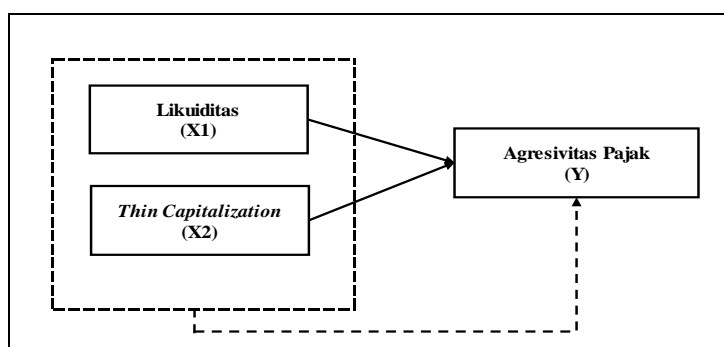 Likuiditas
(X1)
Thin Capitalization
(X2)
Agresivitas Pajak
(Y)